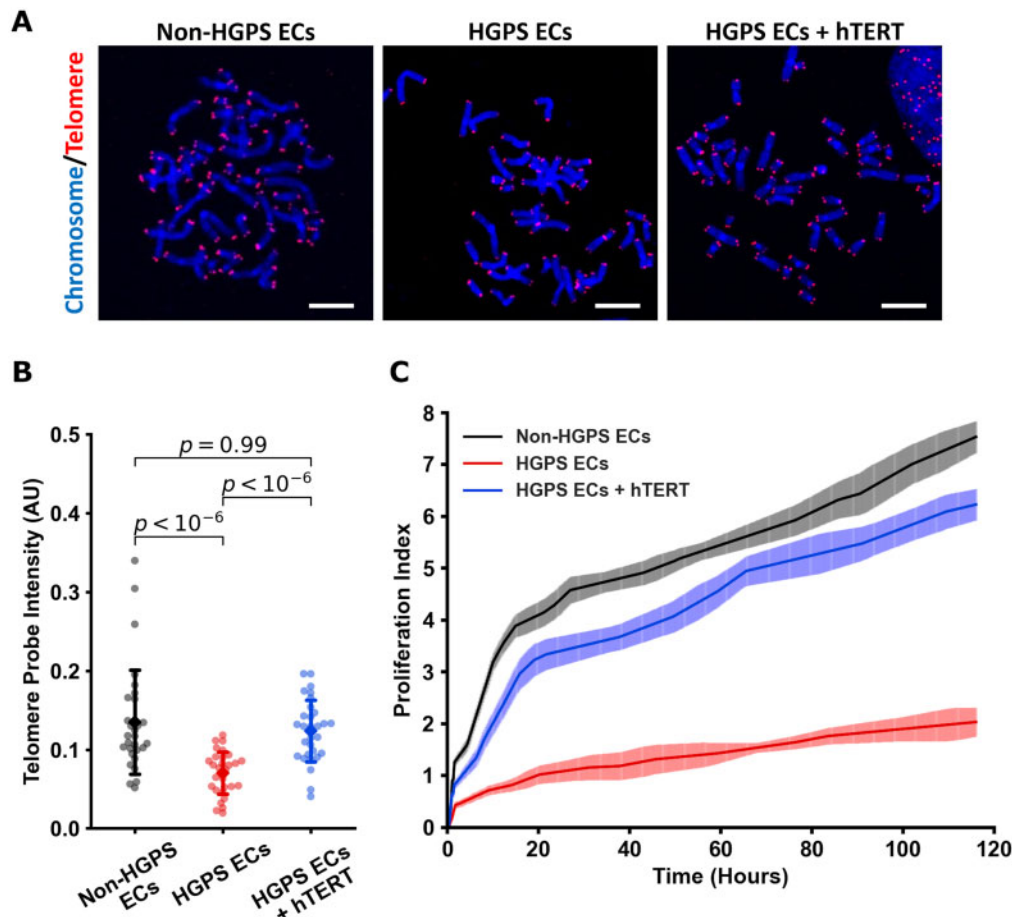 A
Non-HGPS ECs
HGPS ECs
HGPS ECs + hTERT
Chromosome/Telomere
B
Telomere Probe Intensity (AU)
0.5
0.4
0.3
0.2
0.1
0.0
p = 0.99
p < 10⁻⁶
p < 10⁻⁶
Non-HGPS
ECs
HGPS ECs
HGPS ECs
+ hTERT
C
Proliferation Index
8
7
6
5
4
3
2
1
0
Non-HGPS ECs
HGPS ECs
HGPS ECs + hTERT
0 20 40 60 80 100 120
Time (Hours)